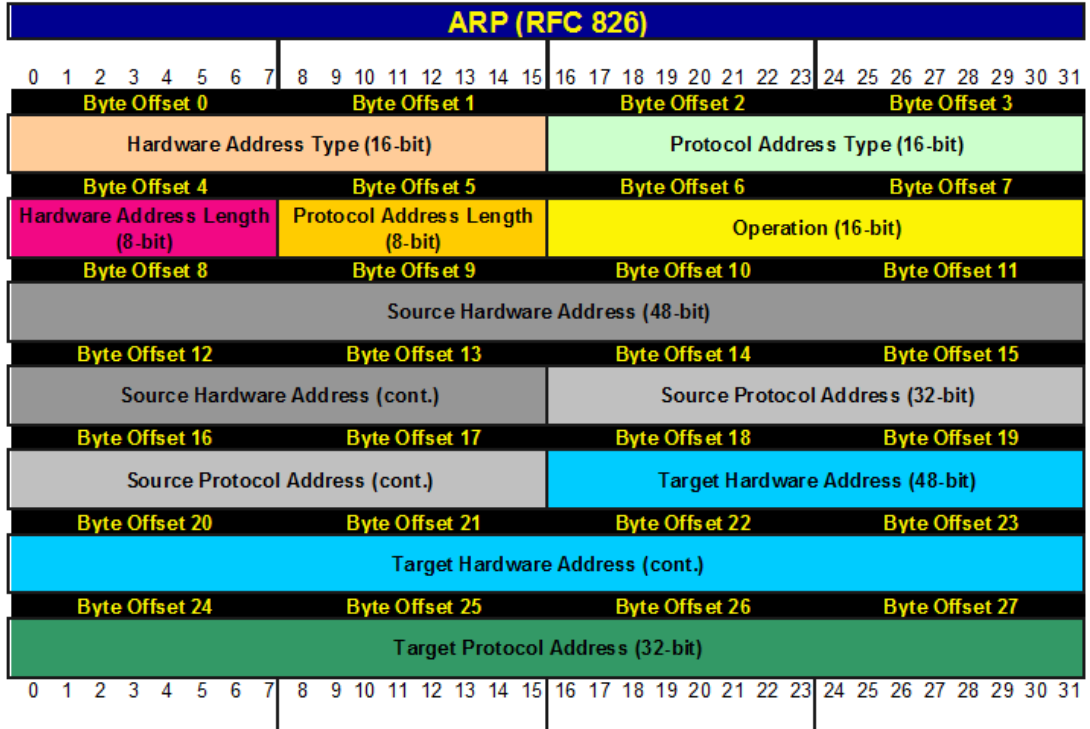 ARP (RFC 826)
0 1 2 3 4 5 6 7 8 9 10 11 12 13 14 15 16 17 18 19 20 21 22 23 24 25 26 27 28 29 30 31
Byte Offset 0 Byte Offset 1 Byte Offset 2 Byte Offset 3
Hardware Address Type (16-bit) Protocol Address Type (16-bit)
Byte Offset 4 Byte Offset 5 Byte Offset 6 Byte Offset 7
Hardware Address Length (8-bit) Protocol Address Length (8-bit) Operation (16-bit)
Byte Offset 8 Byte Offset 9 Byte Offset 10 Byte Offset 11
Source Hardware Address (48-bit)
Byte Offset 12 Byte Offset 13 Byte Offset 14 Byte Offset 15
Source Hardware Address (cont.) Source Protocol Address (32-bit)
Byte Offset 16 Byte Offset 17 Byte Offset 18 Byte Offset 19
Source Protocol Address (cont.) Target Hardware Address (48-bit)
Byte Offset 20 Byte Offset 21 Byte Offset 22 Byte Offset 23
Target Hardware Address (cont.)
Byte Offset 24 Byte Offset 25 Byte Offset 26 Byte Offset 27
Target Protocol Address (32-bit)
0 1 2 3 4 5 6 7 8 9 10 11 12 13 14 15 16 17 18 19 20 21 22 23 24 25 26 27 28 29 30 31